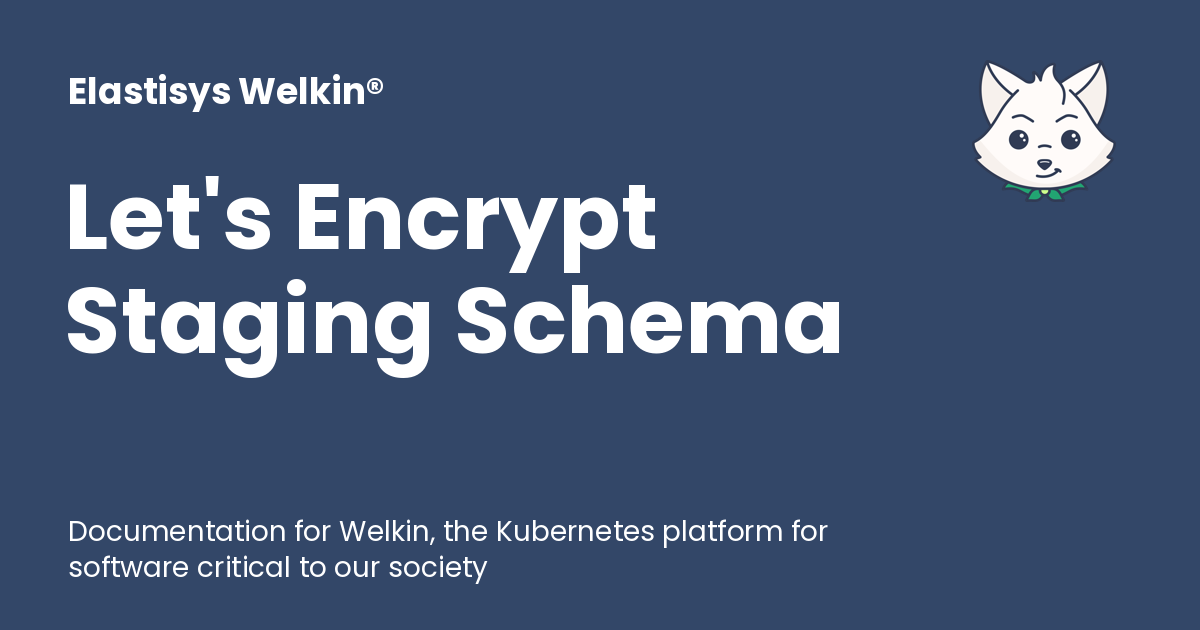 Elastisys Welkin®
Let's Encrypt
Staging Schema
Documentation for Welkin, the Kubernetes platform for
software critical to our society